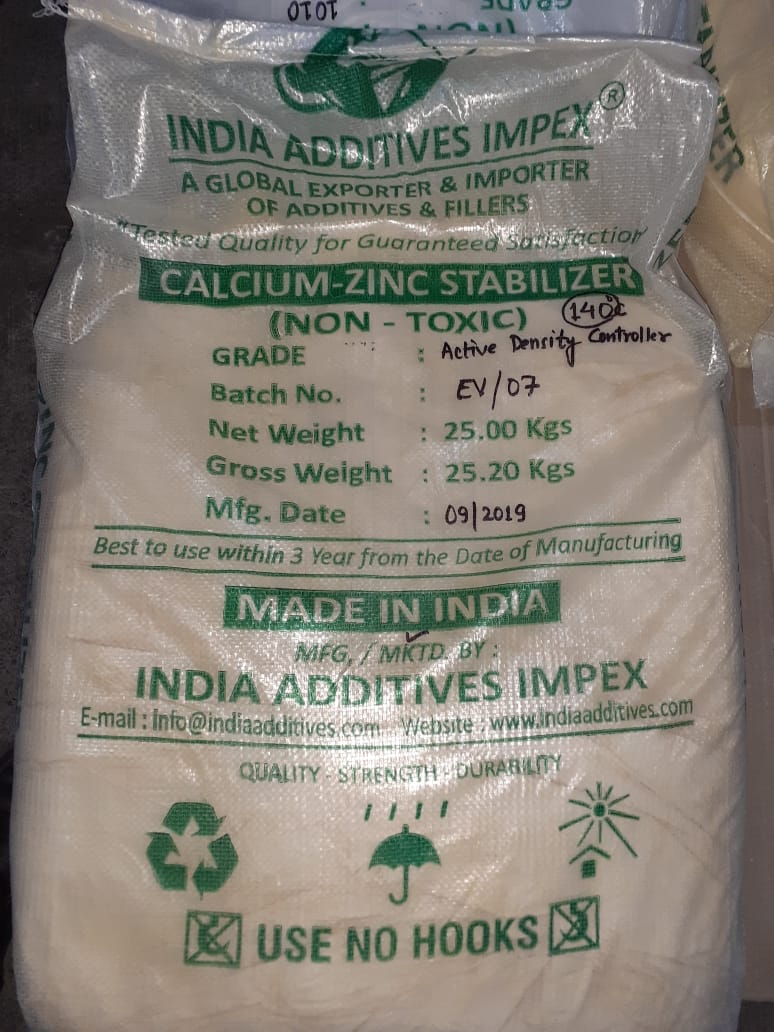 GRADE : 1010
INDIA ADDITIVES IMPEX®
A GLOBAL EXPORTER & IMPORTER
OF ADDITIVES & FILLERS
"Tested Quality for Guaranteed Satisfaction
CALCIUM-ZINC STABILIZER
(NON - TOXIC) 140°c
GRADE : Active Density Controller
Batch No. : EV/07
Net Weight : 25.00 Kgs
Gross Weight : 25.20 Kgs
Mfg. Date : 09/2019
Best to use within 3 Year from the Date of Manufacturing
MADE IN INDIA
MFG, / MKTD. BY :
INDIA ADDITIVES IMPEX
E-mail : info@indiaadditives.com Website : www.indiaadditives.com
QUALITY - STRENGTH - DURABILITY
USE NO HOOKS